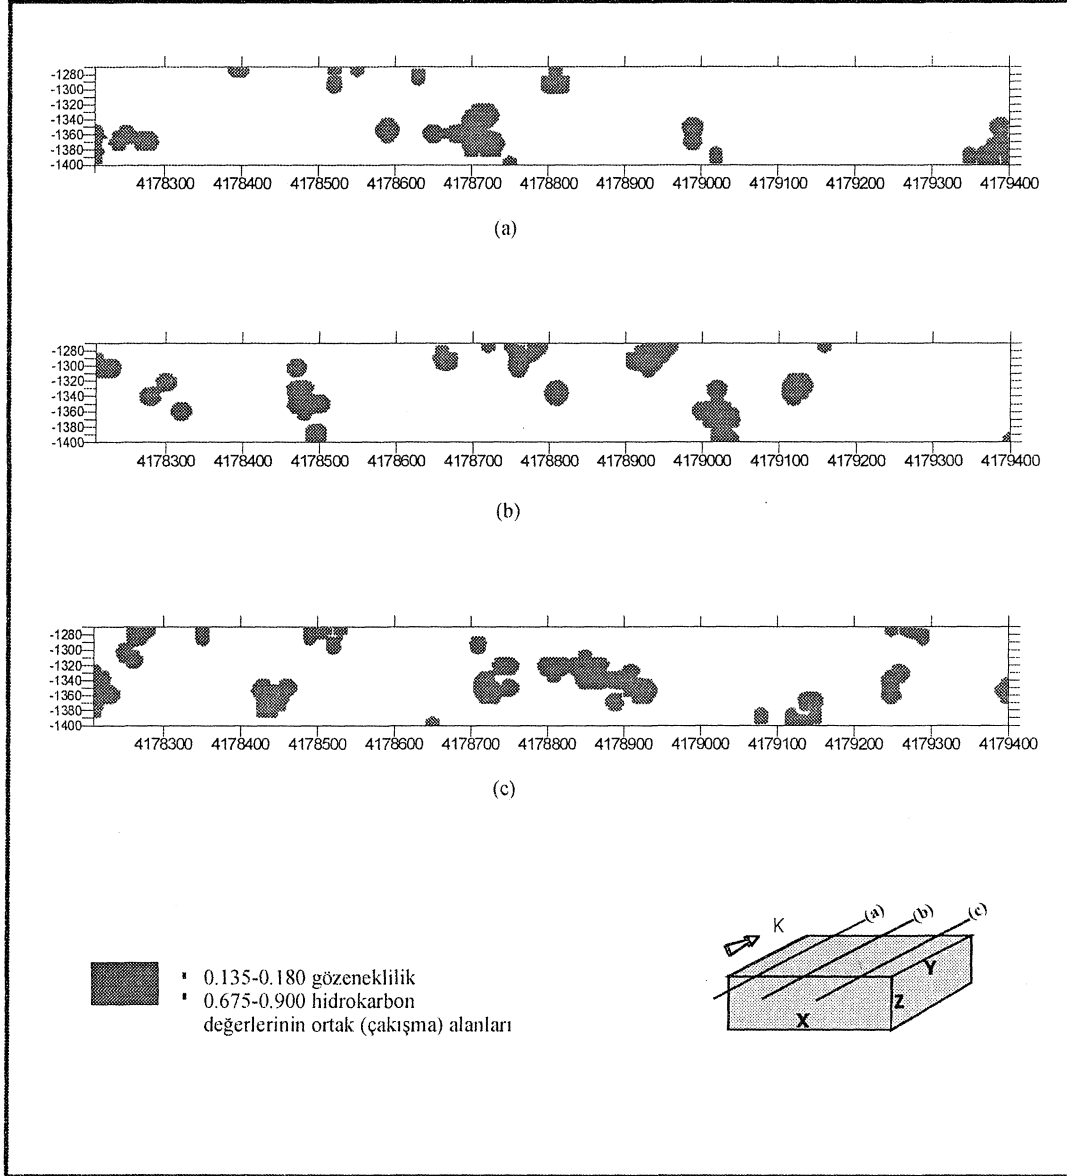 -1280
-1300
-1320
-1340
-1360
-1380
-1400
4178300 4178400 4178500 4178600 4178700 4178800 4178900 4179000 4179100 4179200 4179300 4179400
(a)
-1280
-1300
-1320
-1340
-1360
-1380
-1400
4178300 4178400 4178500 4178600 4178700 4178800 4178900 4179000 4179100 4179200 4179300 4179400
(b)
-1280
-1300
-1320
-1340
-1360
-1380
-1400
4178300 4178400 4178500 4178600 4178700 4178800 4178900 4179000 4179100 4179200 4179300 4179400
(c)
0.135-0.180 gözeneklilik
0.675-0.900 hidrokarbon
değerlerinin ortak (çakışma) alanları
K
(a) (b) (c)
Y
Z
X